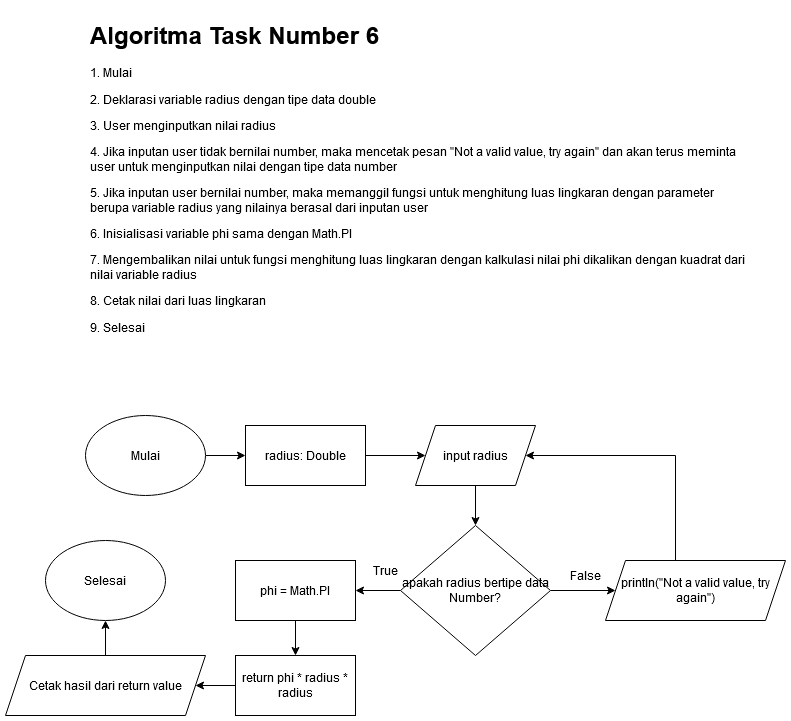 Algoritma Task Number 6
1. Mulai
2. Deklarasi variable radius dengan tipe data double
3. User menginputkan nilai radius
4. Jika inputan user tidak bernilai number, maka mencetak pesan "Not a valid value, try again" dan akan terus meminta
user untuk menginputkan nilai dengan tipe data number
5. Jika inputan user bernilai number, maka memanggil fungsi untuk menghitung luas lingkaran dengan parameter
berupa variable radius yang nilainya berasal dari inputan user
6. Inisialisasi variable phi sama dengan Math.PI
7. Mengembalikan nilai untuk fungsi menghitung luas lingkaran dengan kalkulasi nilai phi dikalikan dengan kuadrat dari
nilai variable radius
8. Cetak nilai dari luas lingkaran
9. Selesai
Mulai
radius: Double
input radius
apakah radius bertipe data
Number?
True
False
println("Not a valid value, try
again")
phi = Math.PI
return phi * radius *
radius
Cetak hasil dari return value
Selesai